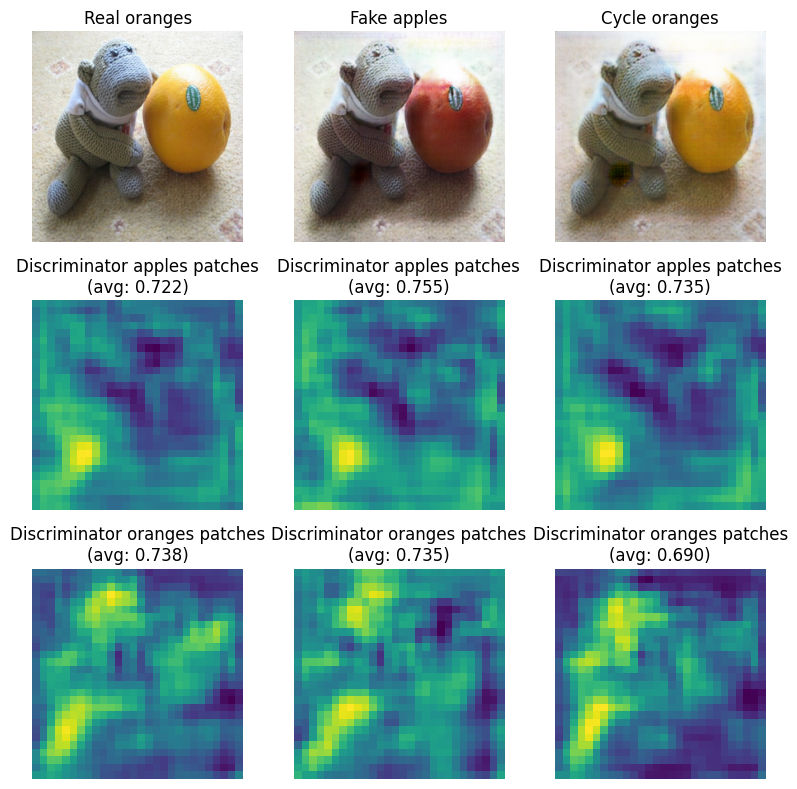 Real oranges
Fake apples
Cycle oranges
Discriminator apples patches
(avg: 0.722)
Discriminator apples patches
(avg: 0.755)
Discriminator apples patches
(avg: 0.735)
Discriminator oranges patches
(avg: 0.738)
Discriminator oranges patches
(avg: 0.735)
Discriminator oranges patches
(avg: 0.690)